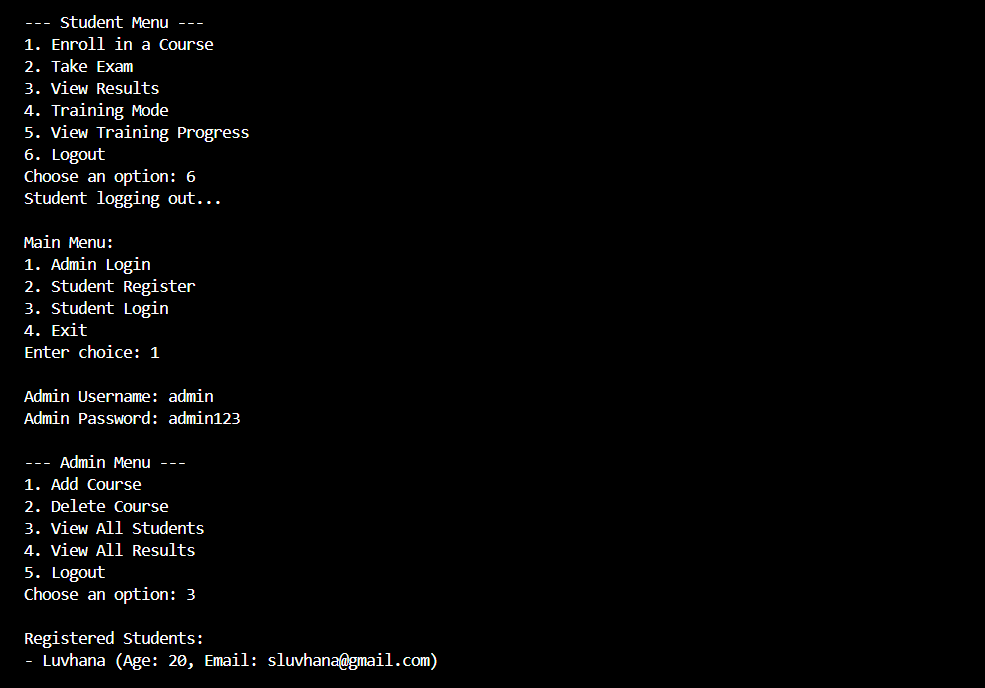 --- Student Menu ---
1. Enroll in a Course
2. Take Exam
3. View Results
4. Training Mode
5. View Training Progress
6. Logout
Choose an option: 6
Student logging out...
Main Menu:
1. Admin Login
2. Student Register
3. Student Login
4. Exit
Enter choice: 1
Admin Username: admin
Admin Password: admin123
--- Admin Menu ---
1. Add Course
2. Delete Course
3. View All Students
4. View All Results
5. Logout
Choose an option: 3
Registered Students:
- Luvhana (Age: 20, Email: sluvhana@gmail.com)